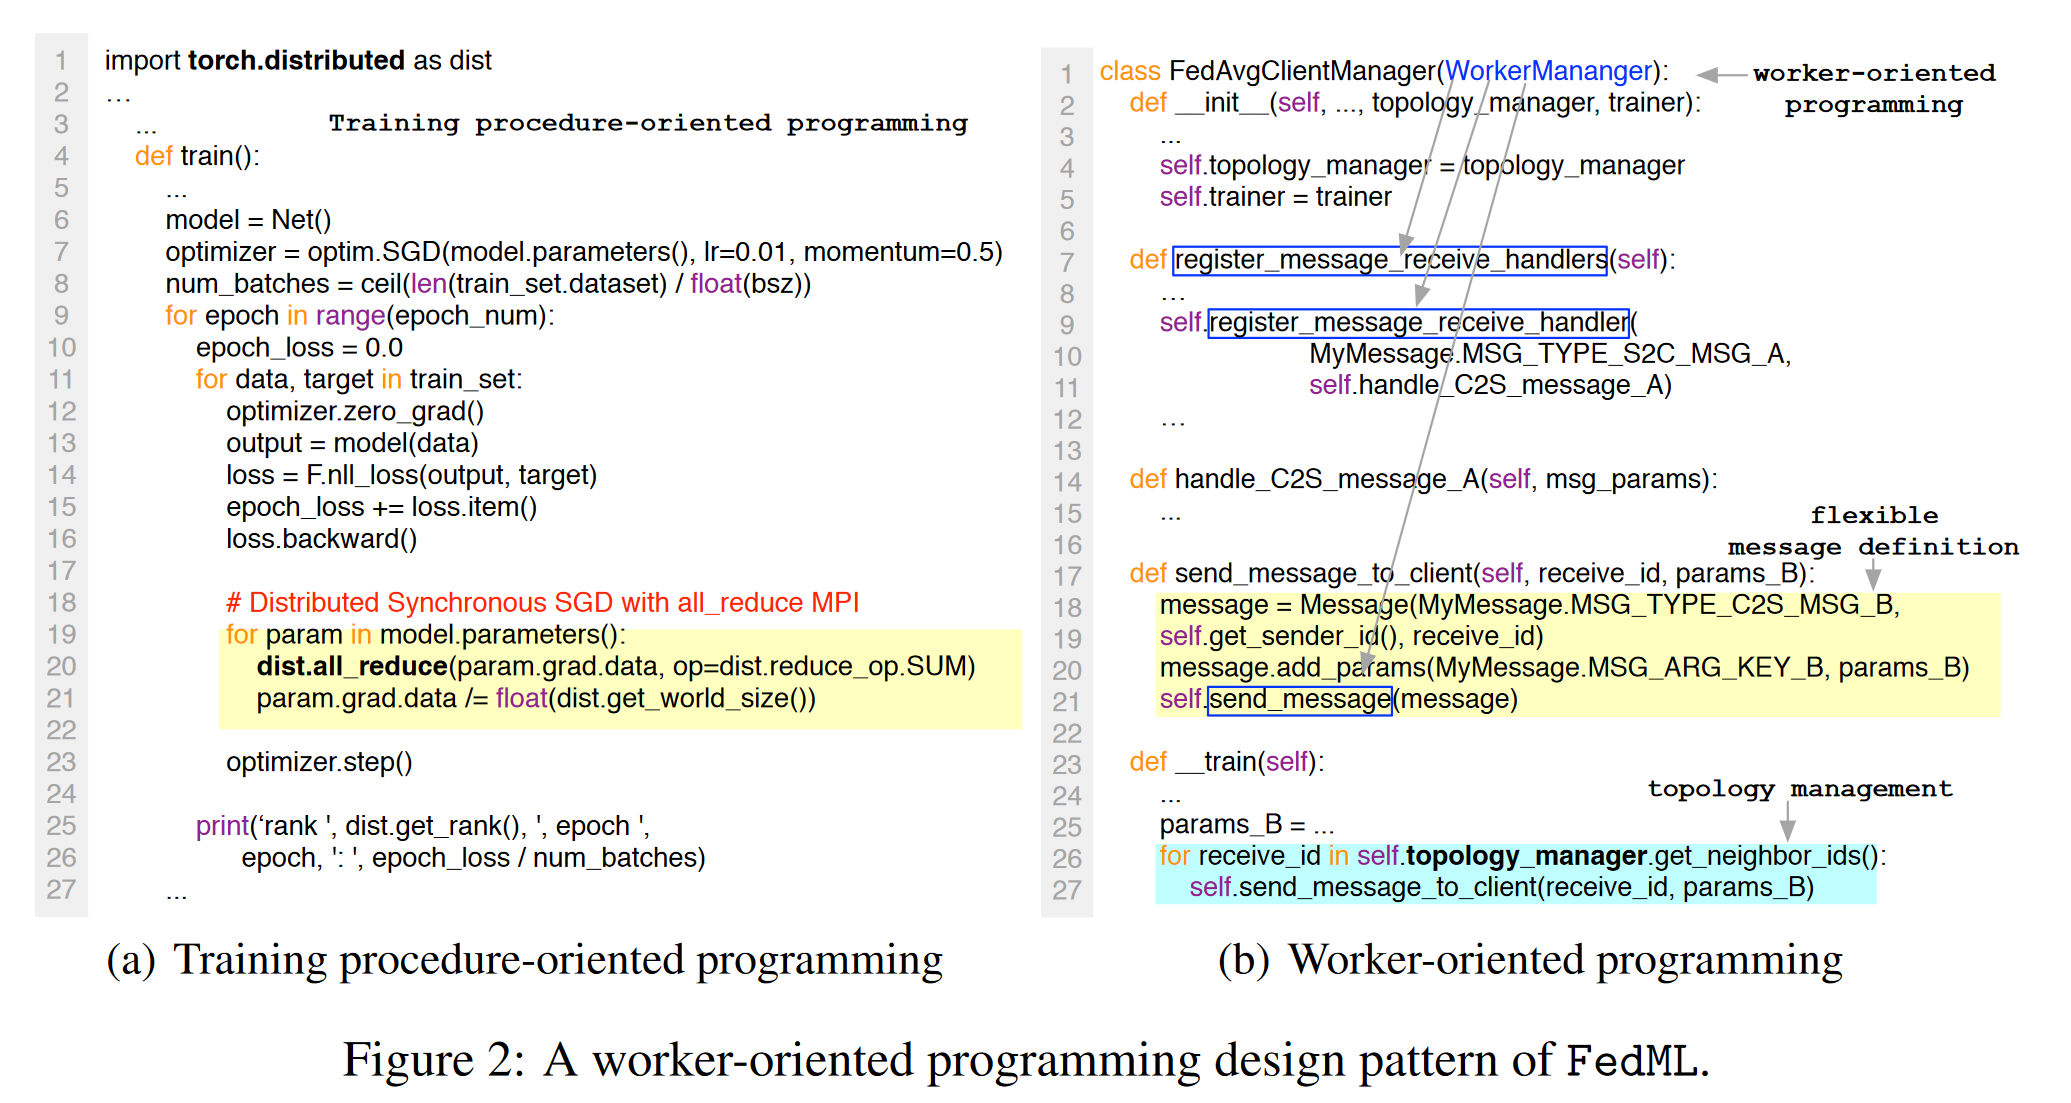 1 import torch.distributed as dist
2 ...
3 ...
Training procedure-oriented programming
4 def train():
5 ...
6 model = Net()
7 optimizer = optim.SGD(model.parameters(), lr=0.01, momentum=0.5)
8 num_batches = ceil(len(train_set.dataset) / float(bsz))
9 for epoch in range(epoch_num):
10 epoch_loss = 0.0
11 for data, target in train_set:
12 optimizer.zero_grad()
13 output = model(data)
14 loss = F.nll_loss(output, target)
15 epoch_loss += loss.item()
16 loss.backward()
17
18 # Distributed Synchronous SGD with all_reduce MPI
19 for param in model.parameters():
20 dist.all_reduce(param.grad.data, op=dist.reduce_op.SUM)
21 param.grad.data /= float(dist.get_world_size())
22
23 optimizer.step()
24
25 print(‘rank ', dist.get_rank(), ', epoch ',
26 epoch, ': ', epoch_loss / num_batches)
27 ...
(a) Training procedure-oriented programming
1 class FedAvgClientManager(WorkerMananger):
worker-oriented
programming
2 def __init__(self, ..., topology_manager, trainer):
3 ...
4 self.topology_manager = topology_manager
5 self.trainer = trainer
6
7 def register_message_receive_handlers(self):
8 ...
9 self.register_message_receive_handler(
10 MyMessage.MSG_TYPE_S2C_MSG_A,
11 self.handle_C2S_message_A)
12 ...
13
14 def handle_C2S_message_A(self, msg_params):
15 ...
flexible
message definition
16
17 def send_message_to_client(self, receive_id, params_B):
18 message = Message(MyMessage.MSG_TYPE_C2S_MSG_B,
19 self.get_sender_id(), receive_id)
20 message.add_params(MyMessage.MSG_ARG_KEY_B, params_B)
21 self.send_message(message)
22
23 def __train(self):
topology management
24 ...
25 params_B = ...
26 for receive_id in self.topology_manager.get_neighbor_ids():
27 self.send_message_to_client(receive_id, params_B)
(b) Worker-oriented programming
Figure 2: A worker-oriented programming design pattern of FedML.